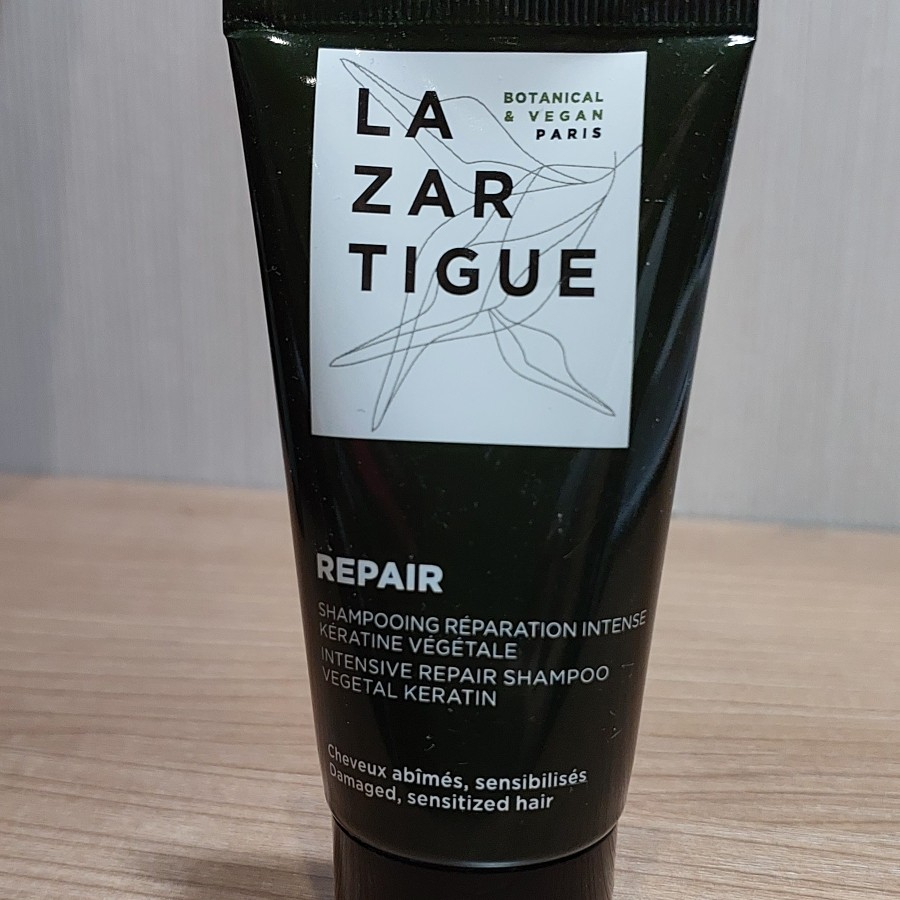 LA
ZAR
TIGUE
BOTANICAL
& VEGAN
PARIS
REPAIR
SHAMPOOING RÉPARATION INTENSE
KÉRATINE VÉGÉTALE
INTENSIVE REPAIR SHAMPOO
VEGETAL KERATIN
Cheveux abîmés, sensibilisés
Damaged, sensitized hair